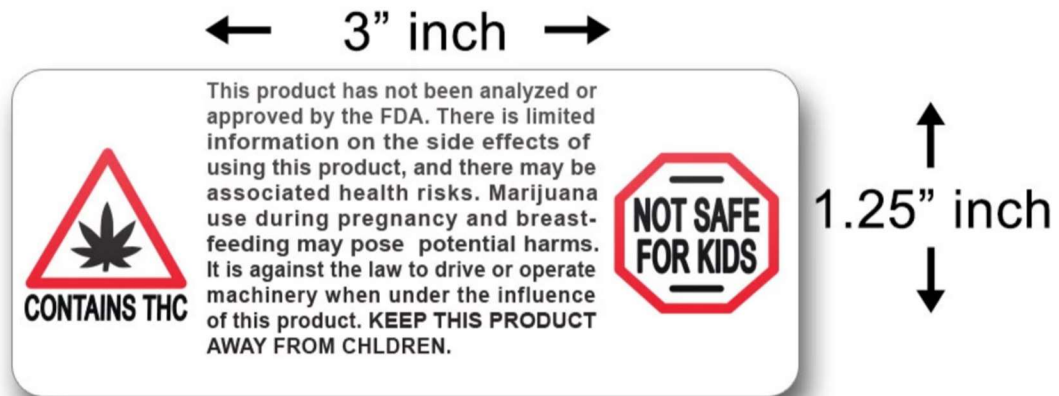 3” inch
This product has not been analyzed or
approved by the FDA. There is limited
information on the side effects of
using this product, and there may be
associated health risks. Marijuana
use during pregnancy and breast-
feeding may pose potential harms.
It is against the law to drive or operate
machinery when under the influence
of this product. KEEP THIS PRODUCT
AWAY FROM CHLDREN.
CONTAINS THC
NOT SAFE
FOR KIDS
1.25” inch